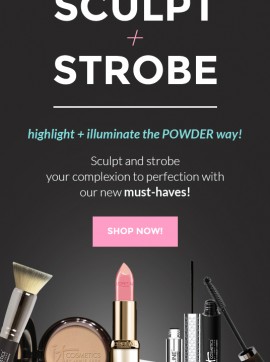 SCULPT
+
STROBE
highlight + illuminate the POWDER way!
Sculpt and strobe
your complexion to perfection with
our new must-haves!
SHOP NOW!
COSMETICS